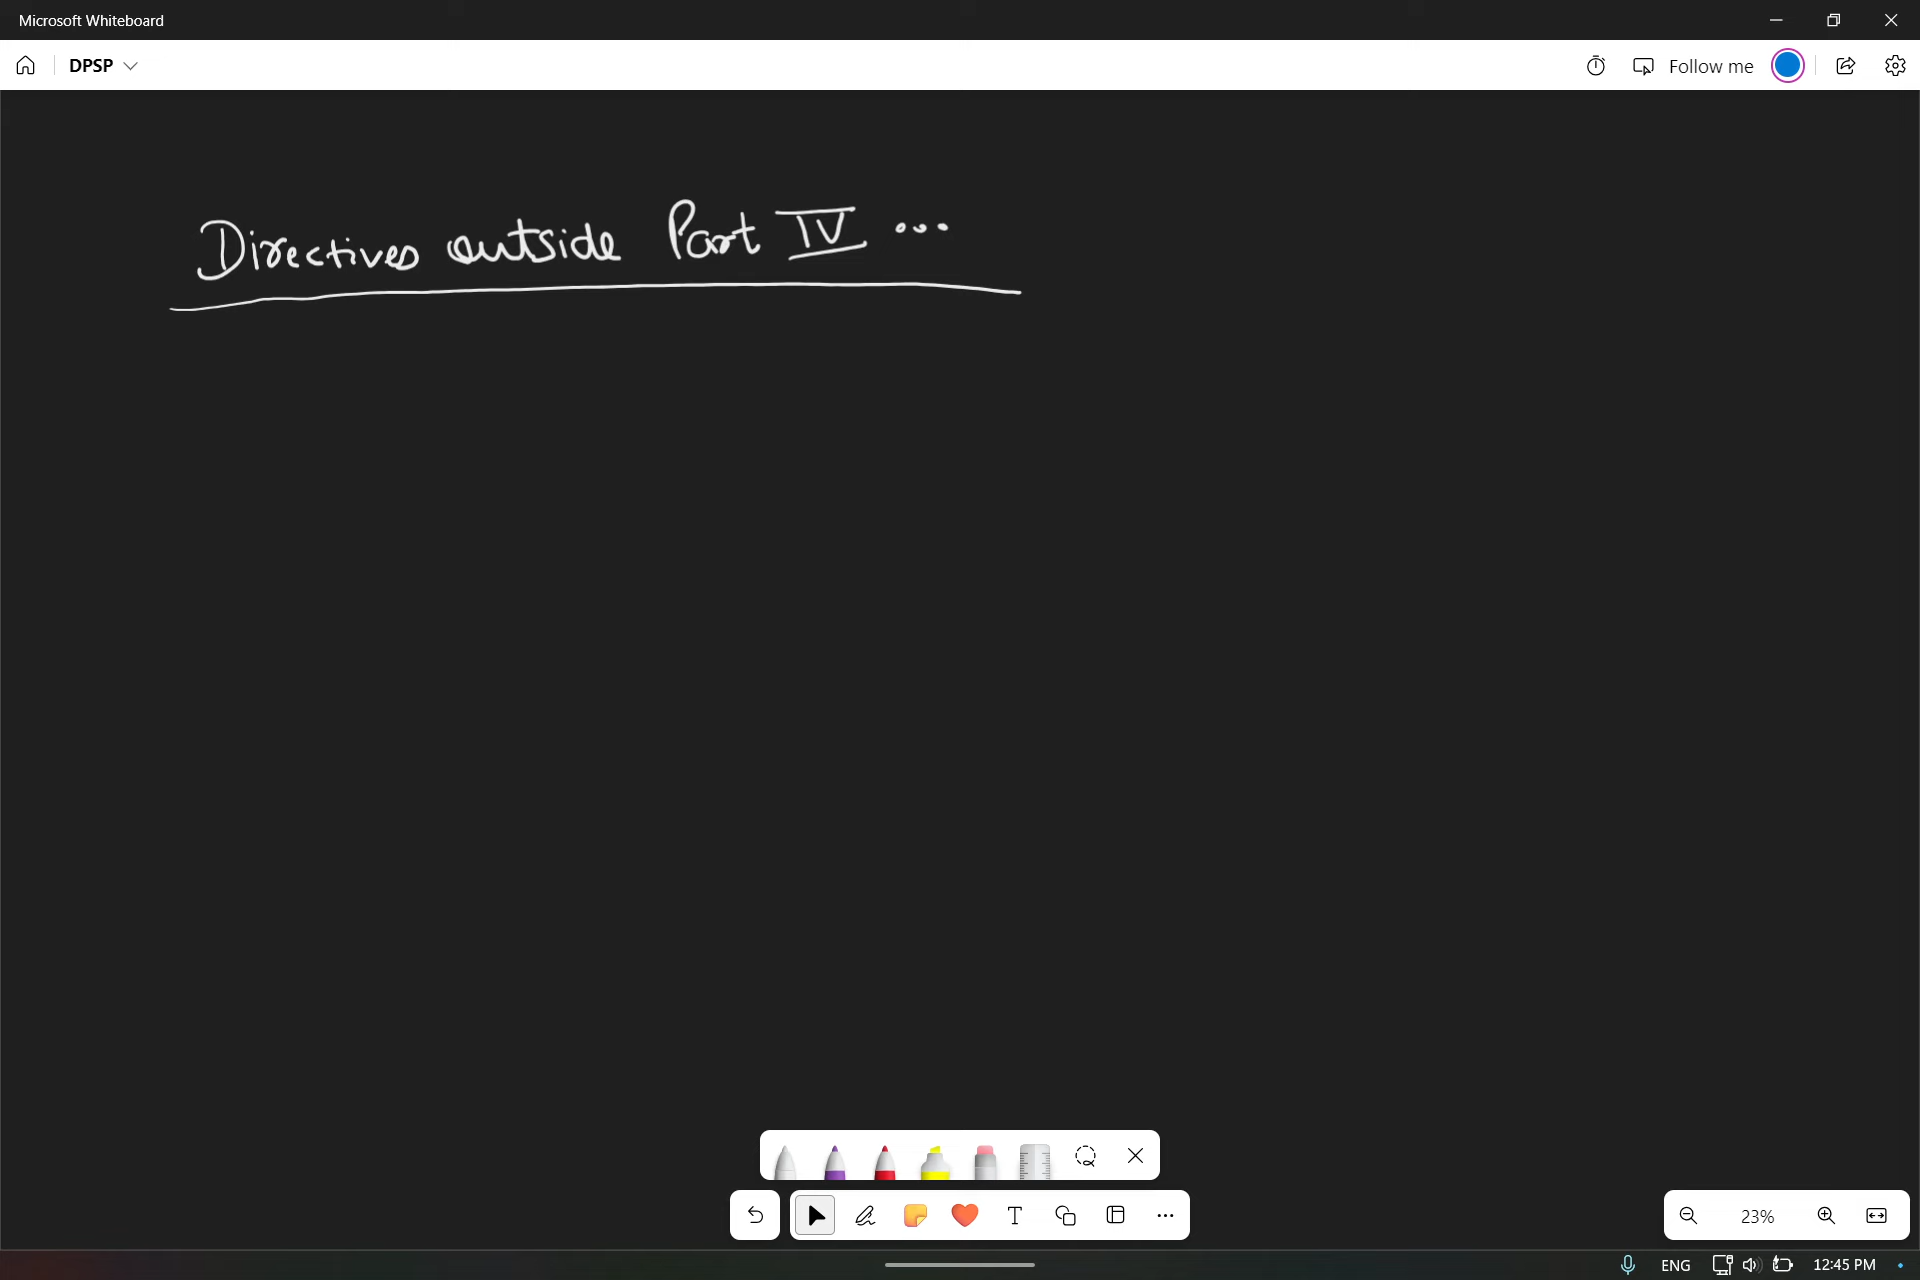 Microsoft Whiteboard
DPSP
Follow me
Directives outside Part IV ...
23%
ENG
12:45 PM